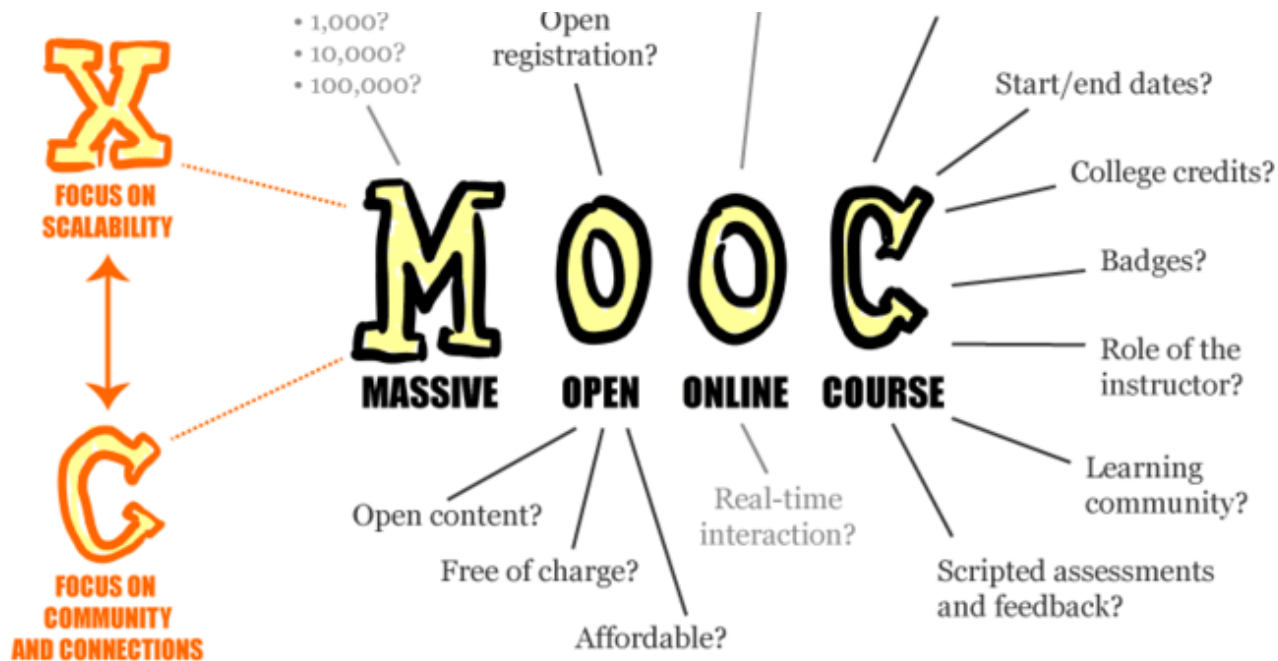 • 1,000?
• 10,000?
• 100,000?
Open
registration?
Start/end dates?
College credits?
Badges?
Role of the
instructor?
Learning
community?
Scripted assessments
and feedback?
X
FOCUS ON
SCALABILITY
C
FOCUS ON
COMMUNITY
AND CONNECTIONS
MOOC
MASSIVE OPEN ONLINE COURSE
Open content?
Free of charge?
Affordable?
Real-time
interaction?